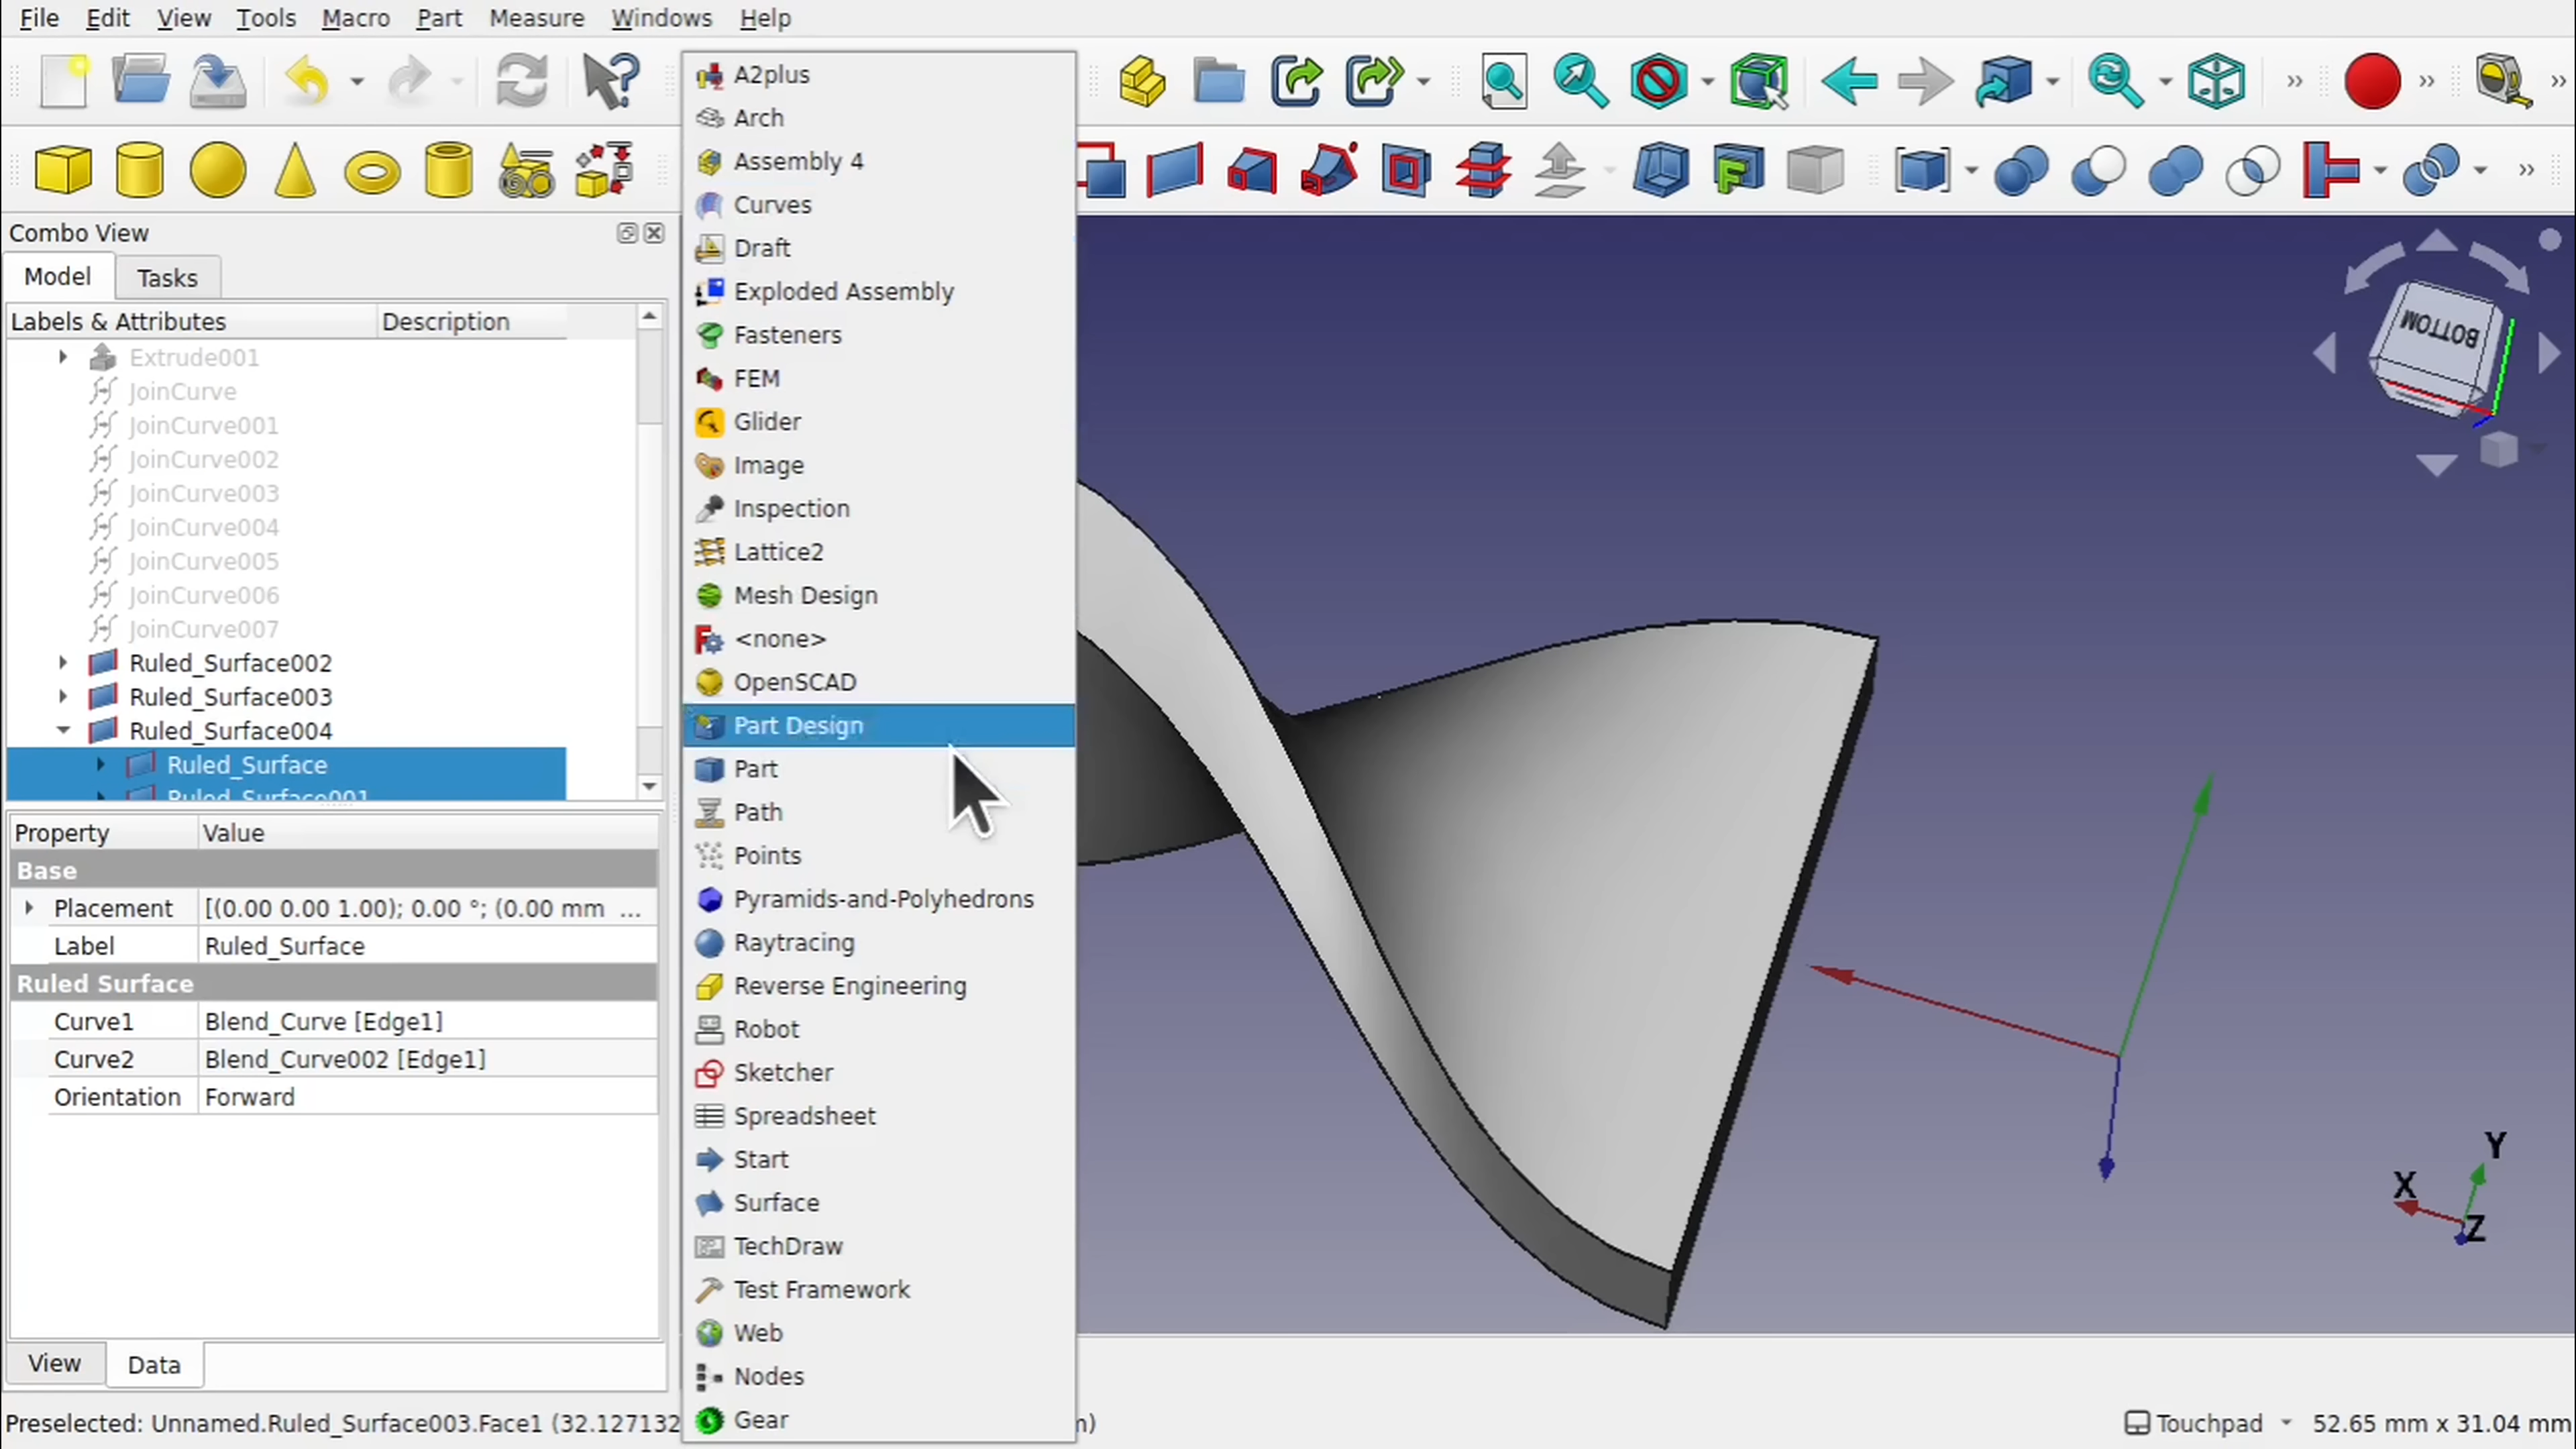 File Edit View Tools Macro Part Measure Windows Help
Combo View
Model Tasks
Labels & Attributes Description
Extrude001
JoinCurve
JoinCurve001
JoinCurve002
JoinCurve003
JoinCurve004
JoinCurve005
JoinCurve006
JoinCurve007
Ruled_Surface002
Ruled_Surface003
Ruled_Surface004
Ruled_Surface
Ruled_Surface001
Property Value
Base
Placement [(0.00 0.00 1.00); 0.00 °; (0.00 mm ...
Label Ruled_Surface
Ruled Surface
Curve1 Blend_Curve [Edge1]
Curve2 Blend_Curve002 [Edge1]
Orientation Forward
View Data
A2plus
Arch
Assembly 4
Curves
Draft
Exploded Assembly
Fasteners
FEM
Glider
Image
Inspection
Lattice2
Mesh Design
<none>
OpenSCAD
Part Design
Part
Path
Points
Pyramids-and-Polyhedrons
Raytracing
Reverse Engineering
Robot
Sketcher
Spreadsheet
Start
Surface
TechDraw
Test Framework
Web
Nodes
Gear
BOTTOM
Y
X
Z
Preselected: Unnamed.Ruled_Surface003.Face1 (32.127132 m) Touchpad 52.65 mm x 31.04 mm